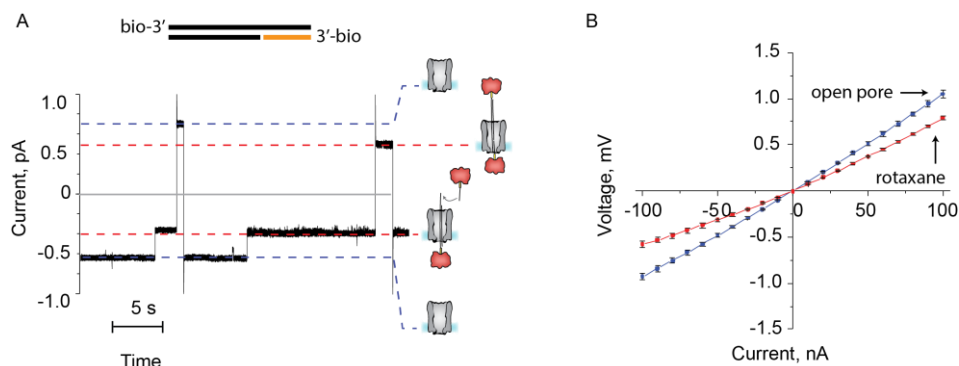 A
bio-3′
3′-bio
Current, pA
1.0
0.5
0
-0.5
-1.0
5 s
Time
B
Voltage, mV
1.5
1.0
0.5
-0.5
-1.0
-1.5
-100
-50
0
50
100
open pore
rotaxane
Current, nA